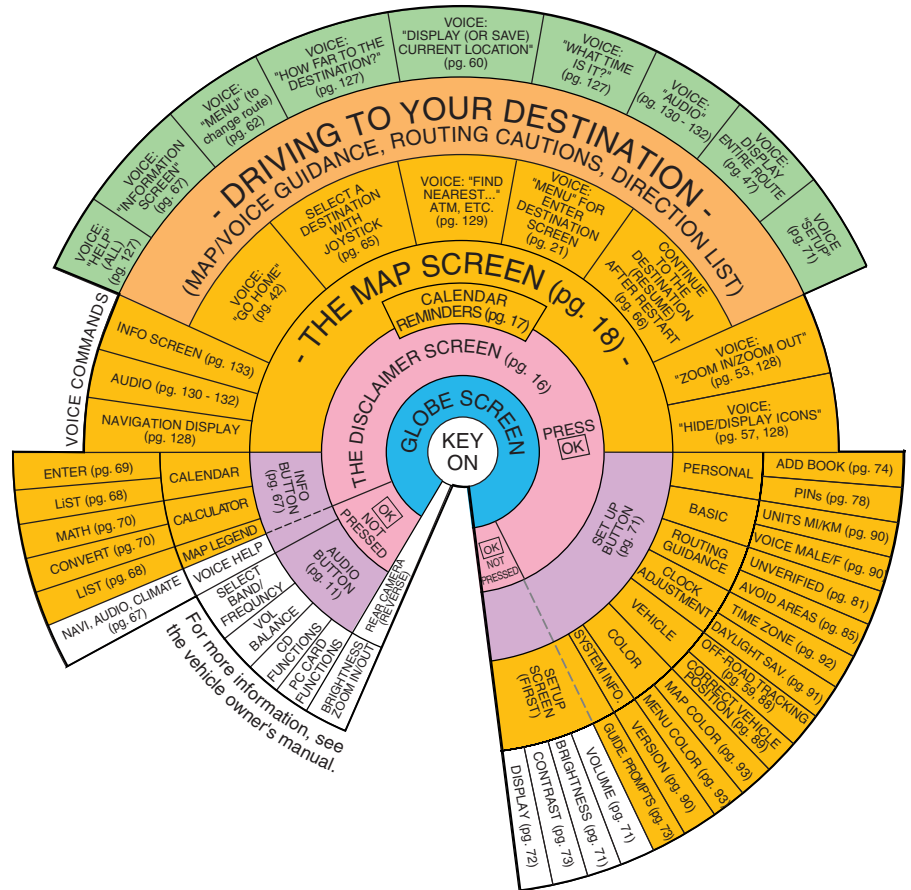 VOICE:
"HELP"
(ALL)
(pg. 127)
VOICE:
"INFORMATION
SCREEN"
(pg. 67)
VOICE:
"MENU" (to
change route)
(pg. 62)
VOICE:
"HOW FAR TO THE
DESTINATION?"
(pg. 127)
VOICE:
"DISPLAY (OR SAVE)
CURRENT LOCATION"
(pg. 60)
VOICE:
"WHAT TIME
IS IT?"
(pg. 127)
VOICE:
"AUDIO"
(pg. 130 - 132)
VOICE:
DISPLAY
ENTIRE ROUTE
(pg. 47)
VOICE
"SETUP"
(pg. 71)
- DRIVING TO YOUR DESTINATION -
(MAP/VOICE GUIDANCE, ROUTING CAUTIONS, DIRECTION LIST)
VOICE:
"GO HOME"
(pg. 42)
SELECT A
DESTINATION
WITH
JOYSTICK
(pg. 65)
VOICE: "FIND
NEAREST..."
ATM, ETC.
(pg. 129)
VOICE:
"MENU" FOR
ENTER
DESTINATION
SCREEN
(pg. 21)
CONTINUE
TO THE
DESTINATION
(RESUME)
AFTER RESTART
(pg. 66)
- THE MAP SCREEN (pg. 18) -
CALENDAR
REMINDERS (pg. 17)
VOICE COMMANDS
INFO SCREEN (pg. 133)
AUDIO (pg. 130 - 132)
NAVIGATION DISPLAY
(pg. 128)
VOICE:
"ZOOM IN/ZOOM OUT"
(pg. 53, 128)
VOICE:
"HIDE/DISPLAY ICONS"
(pg. 57, 128)
THE DISCLAIMER SCREEN (pg. 16)
PRESS
OK
GLOBE SCREEN
KEY
ON
OK
NOT
PRESSED
OK
NOT
PRESSED
INFO
BUTTON
(pg. 67)
AUDIO
BUTTON
(pg. 11)
REAR CAMERA
(REVERSE)
ENTER (pg. 69)
LiST (pg. 68)
MATH (pg. 70)
CONVERT (pg. 70)
LIST (pg. 68)
NAVI, AUDIO, CLIMATE
(pg. 67)
CALENDAR
CALCULATOR
MAP LEGEND
VOICE HELP
SELECT
BAND/
FREQUNCY
VOL
BALANCE
CD
FUNCTIONS
PC CARD
FUNCTIONS
BRIGHTNESS
ZOOM IN/OUT
For more information, see
the vehicle owner's manual.
SET UP
BUTTON
(pg. 71)
PERSONAL
BASIC
ROUTING
GUIDANCE
CLOCK
ADJUSTMENT
VEHICLE
COLOR
SYSTEM INFO.
SETUP
SCREEN
(FIRST)
ADD BOOK (pg. 74)
PINs (pg. 78)
UNITS MI/KM (pg. 90)
VOICE MALE/F (pg. 90
UNVERIFIED (pg. 81)
AVOID AREAS (pg. 85)
TIME ZONE (pg. 92)
DAYLIGHT SAV. (pg. 91)
OFF-ROAD TRACKING
(pg. 59, 88)
CORRECT VEHICLE
POSITION (pg. 89)
MAP COLOR (pg. 93)
MENU COLOR (pg. 93
VERSION (pg. 90)
GUIDE PROMPTS (pg. 73)
VOLUME (pg. 71)
BRIGHTNESS (pg. 71)
CONTRAST (pg. 73)
DISPLAY (pg. 72)